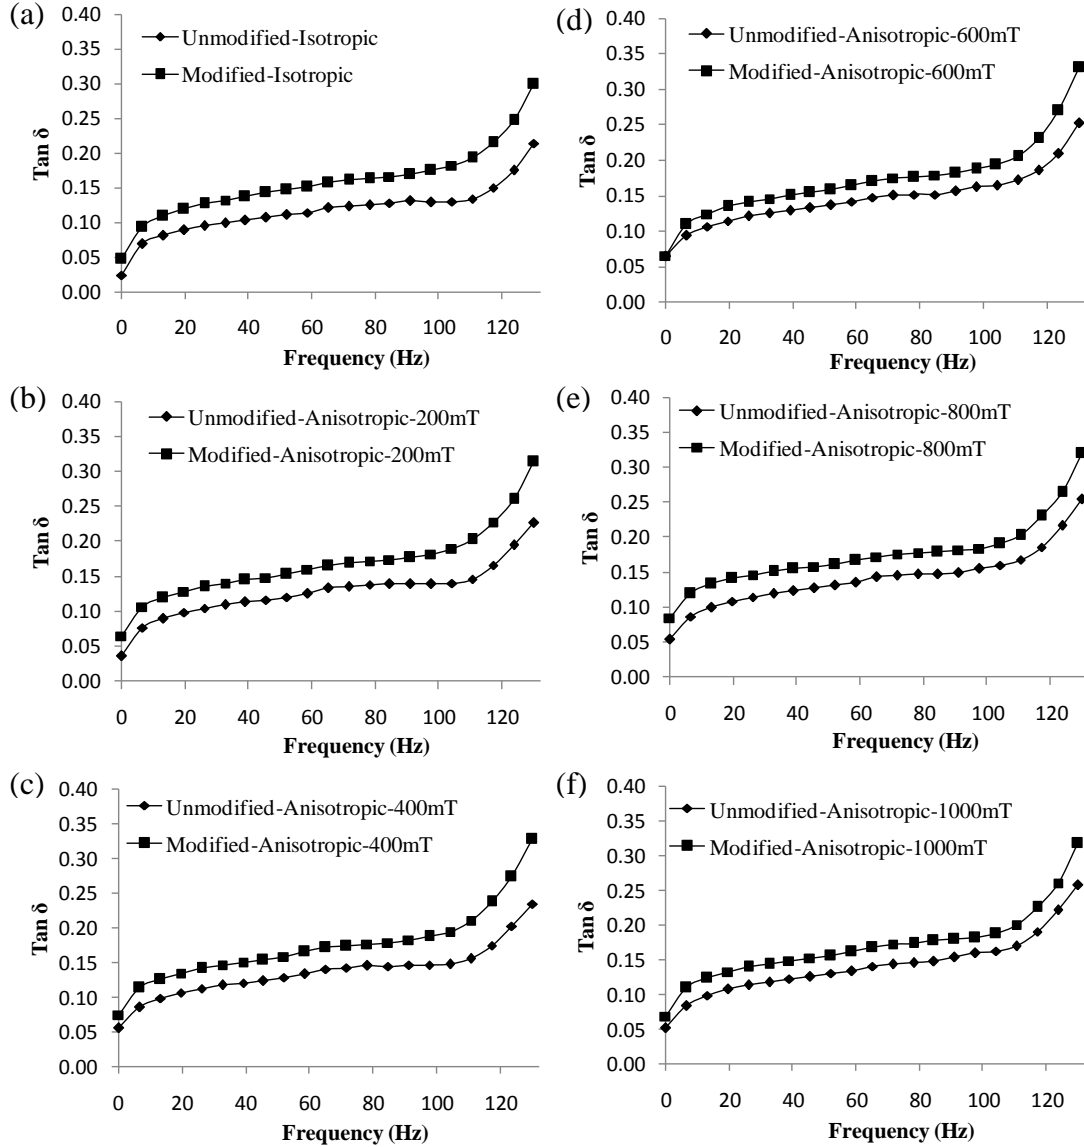 (a)
0.40
0.35
0.30
0.25
0.20
0.15
0.10
0.05
0.00
Tan δ
Unmodified-Isotropic
Modified-Isotropic
0 20 40 60 80 100 120
Frequency (Hz)
(d)
0.40
0.35
0.30
0.25
0.20
0.15
0.10
0.05
0.00
Tan δ
Unmodified-Anisotropic-600mT
Modified-Anisotropic-600mT
0 20 40 60 80 100 120
Frequency (Hz)
(b)
0.40
0.35
0.30
0.25
0.20
0.15
0.10
0.05
0.00
Tan δ
Unmodified-Anisotropic-200mT
Modified-Anisotropic-200mT
0 20 40 60 80 100 120
Frequency (Hz)
(e)
0.40
0.35
0.30
0.25
0.20
0.15
0.10
0.05
0.00
Tan δ
Unmodified-Anisotropic-800mT
Modified-Anisotropic-800mT
0 20 40 60 80 100 120
Frequency (Hz)
(c)
0.40
0.35
0.30
0.25
0.20
0.15
0.10
0.05
0.00
Tan δ
Unmodified-Anisotropic-400mT
Modified-Anisotropic-400mT
0 20 40 60 80 100 120
Frequency (Hz)
(f)
0.40
0.35
0.30
0.25
0.20
0.15
0.10
0.05
0.00
Tan δ
Unmodified-Anisotropic-1000mT
Modified-Anisotropic-1000mT
0 20 40 60 80 100 120
Frequency (Hz)